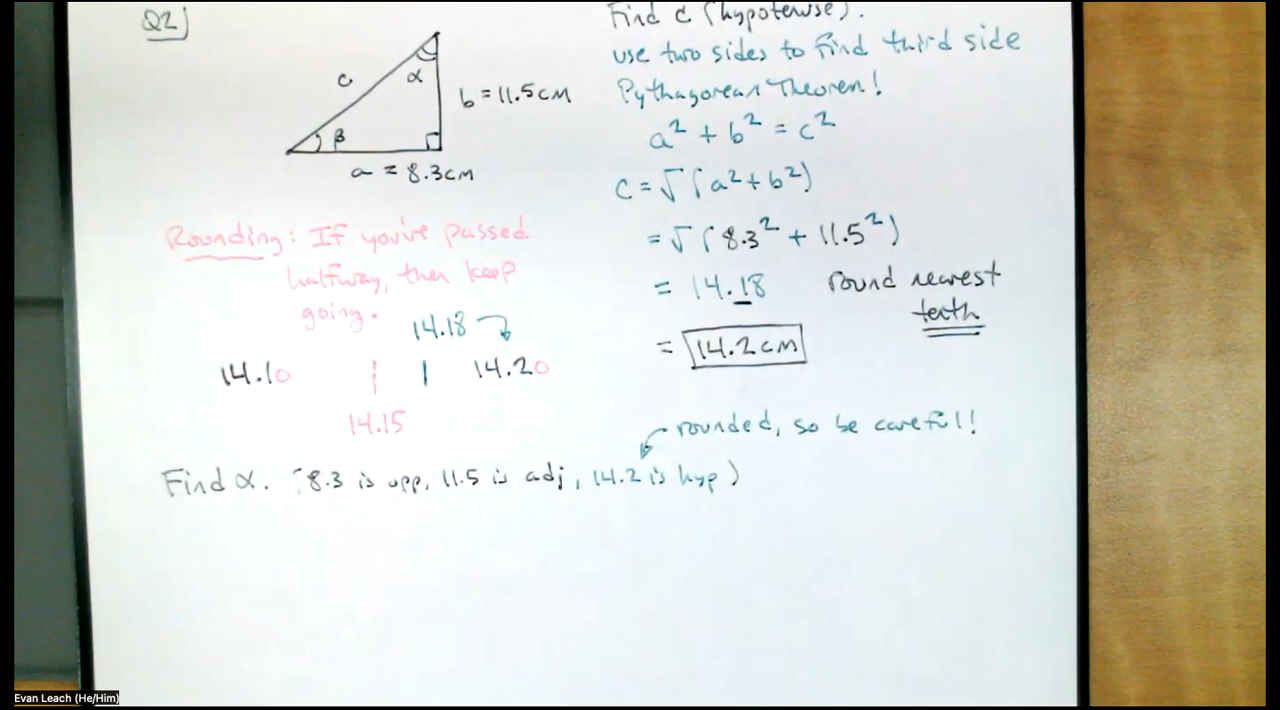 Q2)
c
α
b = 11.5cm
β
a = 8.3cm
Find c (hypotenuse).
use two sides to find third side
Pythagorean Theorem!
a² + b² = c²
c = √(a² + b²)
= √(8.3² + 11.5²)
= 14.18 round nearest
tenth
= 14.2cm
Rounding: If you've passed
halfway, then keep
going.
14.18
14.10 14.20
14.15
rounded, so be careful!
Find α. (8.3 is opp, 11.5 is adj, 14.2 is hyp)
Evan Leach (He/Him)